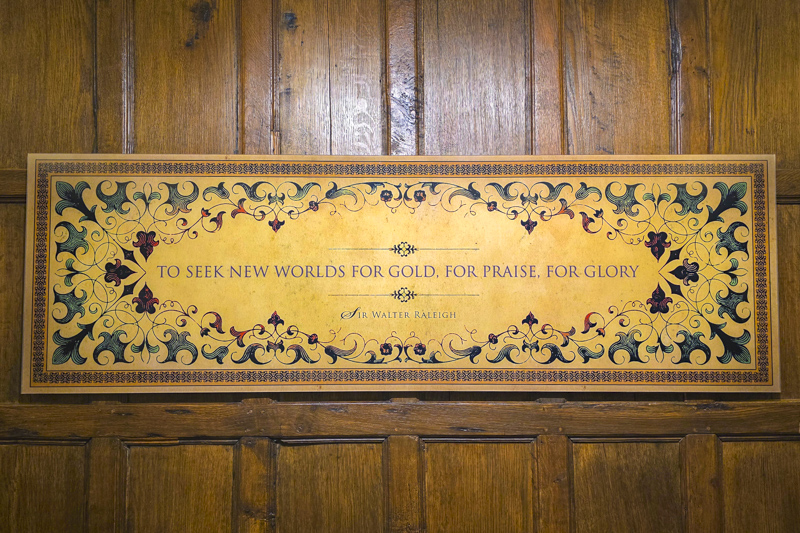 TO SEEK NEW WORLDS FOR GOLD, FOR PRAISE, FOR GLORY
SIR WALTER RALEIGH